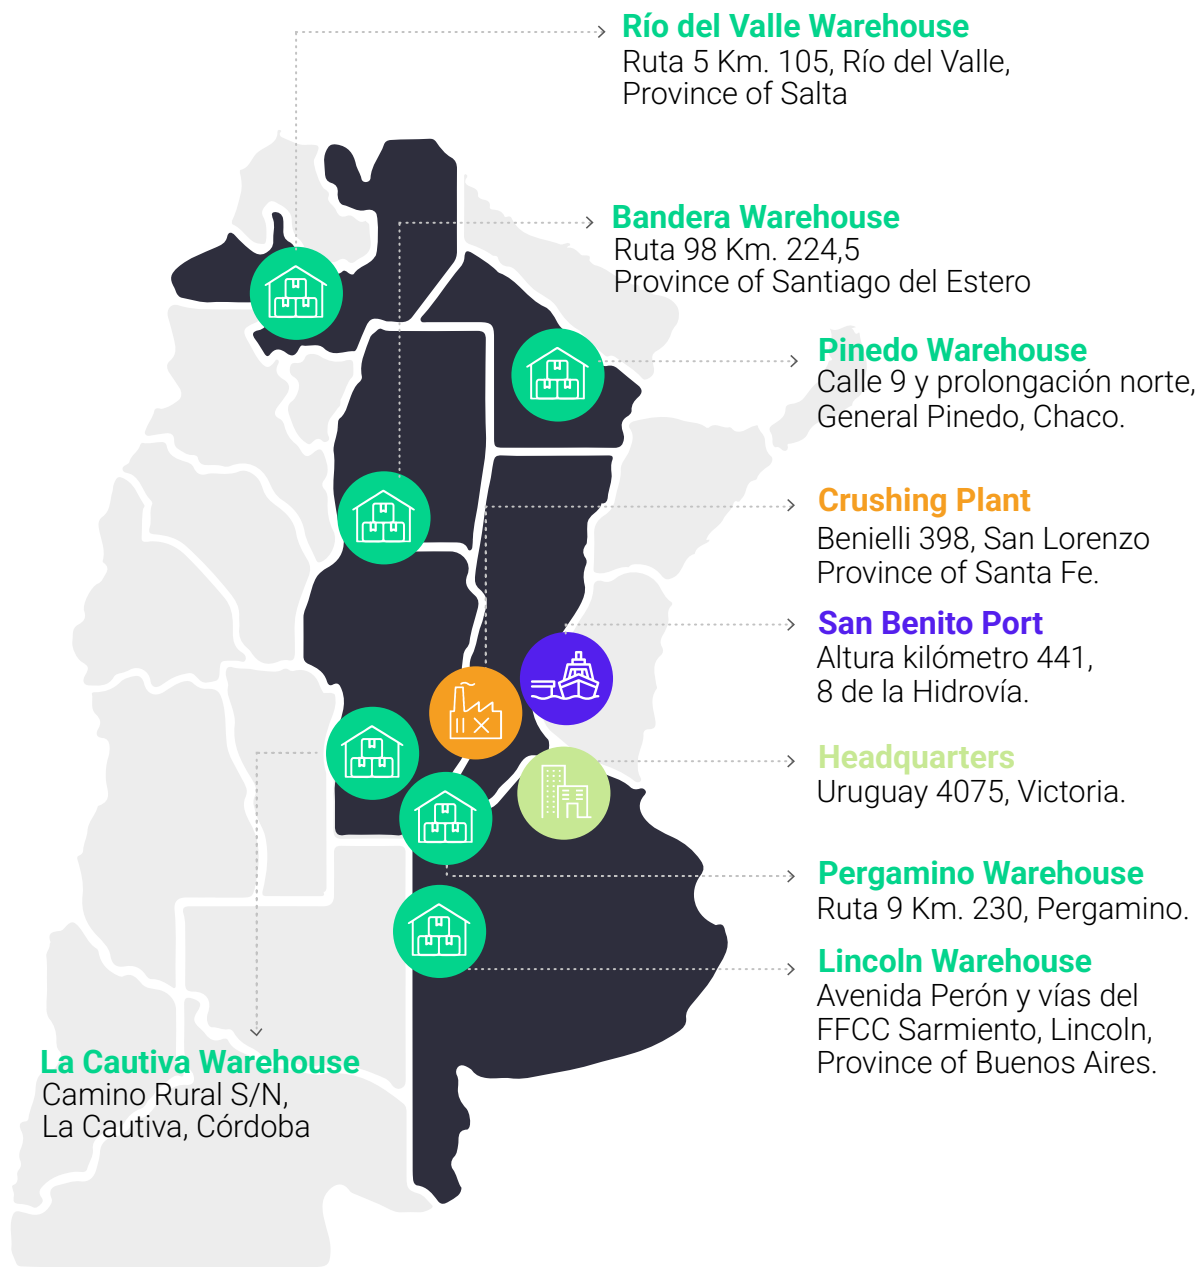 Río del Valle Warehouse
Ruta 5 Km. 105, Río del Valle,
Province of Salta
Bandera Warehouse
Ruta 98 Km. 224,5
Province of Santiago del Estero
Pinedo Warehouse
Calle 9 y prolongación norte,
General Pinedo, Chaco.
Crushing Plant
Benielli 398, San Lorenzo
Province of Santa Fe.
San Benito Port
Altura kilómetro 441,
8 de la Hidrovía.
Headquarters
Uruguay 4075, Victoria.
Pergamino Warehouse
Ruta 9 Km. 230, Pergamino.
Lincoln Warehouse
Avenida Perón y vías del
FFCC Sarmiento, Lincoln,
Province of Buenos Aires.
La Cautiva Warehouse
Camino Rural S/N,
La Cautiva, Córdoba